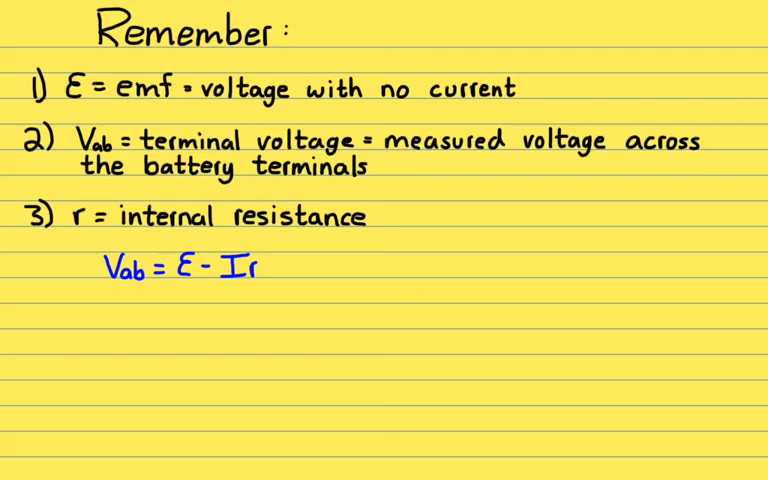 Remember:
1) ε = emf = voltage with no current
2) Vab = terminal voltage = measured voltage across
the battery terminals
3) r = internal resistance
Vab = ε - Ir